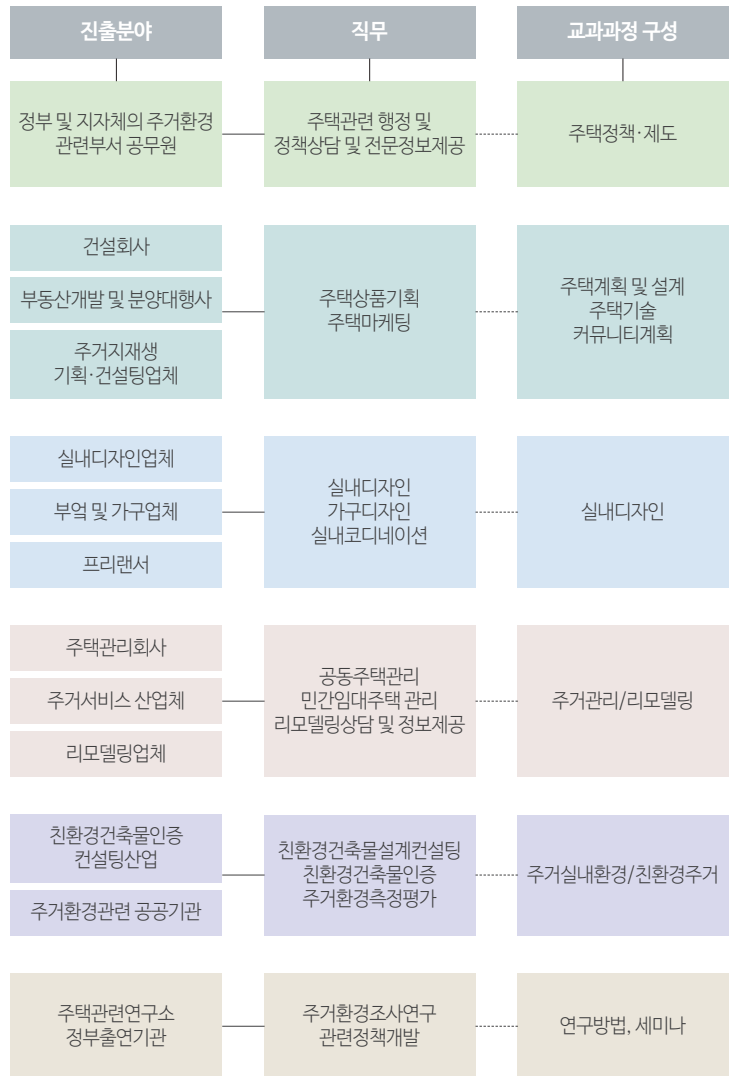 진출분야
직무
교과과정 구성
정부 및 지자체의 주거환경
관련부서 공무원
주택관련 행정 및
정책상담 및 전문정보제공
주택정책·제도
건설회사
부동산개발 및 분양대행사
주거지재생
기획·건설팅업체
주택상품기획
주택마케팅
주택계획 및 설계
주택기술
커뮤니티계획
실내디자인업체
부엌 및 가구업체
프리랜서
실내디자인
가구디자인
실내코디네이션
실내디자인
주택관리회사
주거서비스 산업체
리모델링업체
공동주택관리
민간임대주택 관리
리모델링상담 및 정보제공
주거관리/리모델링
친환경건축물인증
컨설팅산업
주거환경관련 공공기관
친환경건축물설계컨설팅
친환경건축물인증
주거환경측정평가
주거실내환경/친환경주거
주택관련연구소
정부출연기관
주거환경조사연구
관련정책개발
연구방법, 세미나